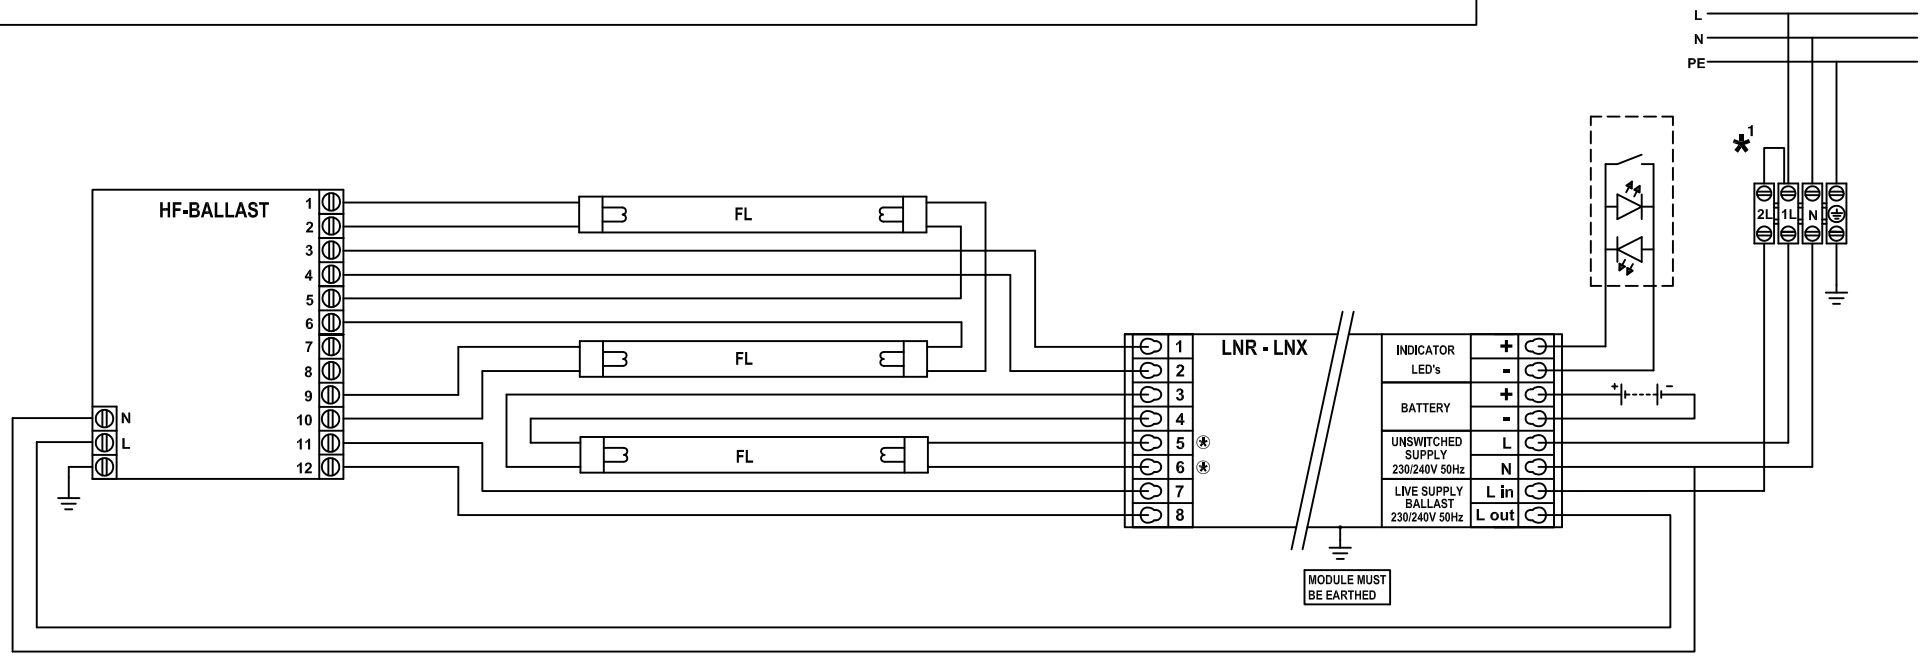 L
N
PE
*1
2L 1L N
HF-BALLAST
1
2
3
4
5
6
7
8
9
10
11
12
N
L
FL
FL
FL
LNR - LNX
1
2
3
4
5 *
6 *
7
8
INDICATOR
LED's
+
-
BATTERY
+
-
+ -
UNSWITCHED
SUPPLY
230/240V 50Hz
L
N
LIVE SUPPLY
BALLAST
230/240V 50Hz
L in
L out
MODULE MUST
BE EARTHED